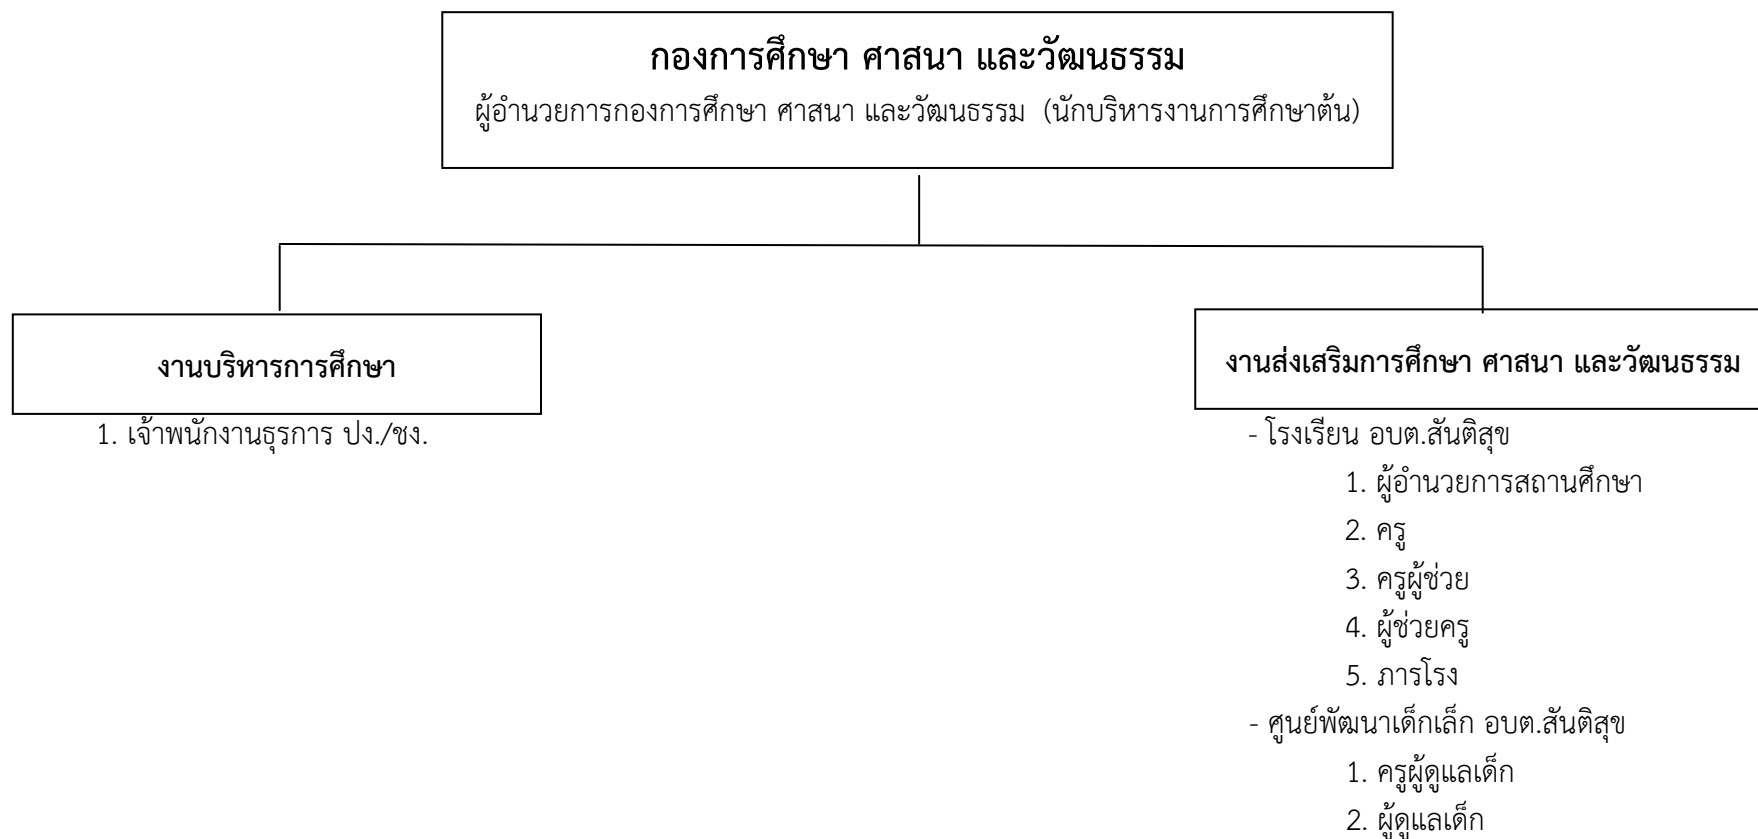 กองการศึกษา ศาสนา และวัฒนธรรม
ผู้อำนวยการกองการศึกษา ศาสนา และวัฒนธรรม (นักบริหารงานการศึกษาต้น)
งานบริหารการศึกษา
1. เจ้าพนักงานธุรการ ปง./ชง.
งานส่งเสริมการศึกษา ศาสนา และวัฒนธรรม
- โรงเรียน อบต.สันติสุข
1. ผู้อำนวยการสถานศึกษา
2. ครู
3. ครูผู้ช่วย
4. ผู้ช่วยครู
5. ภารโรง
- ศูนย์พัฒนาเด็กเล็ก อบต.สันติสุข
1. ครูผู้ดูแลเด็ก
2. ผู้ดูแลเด็ก